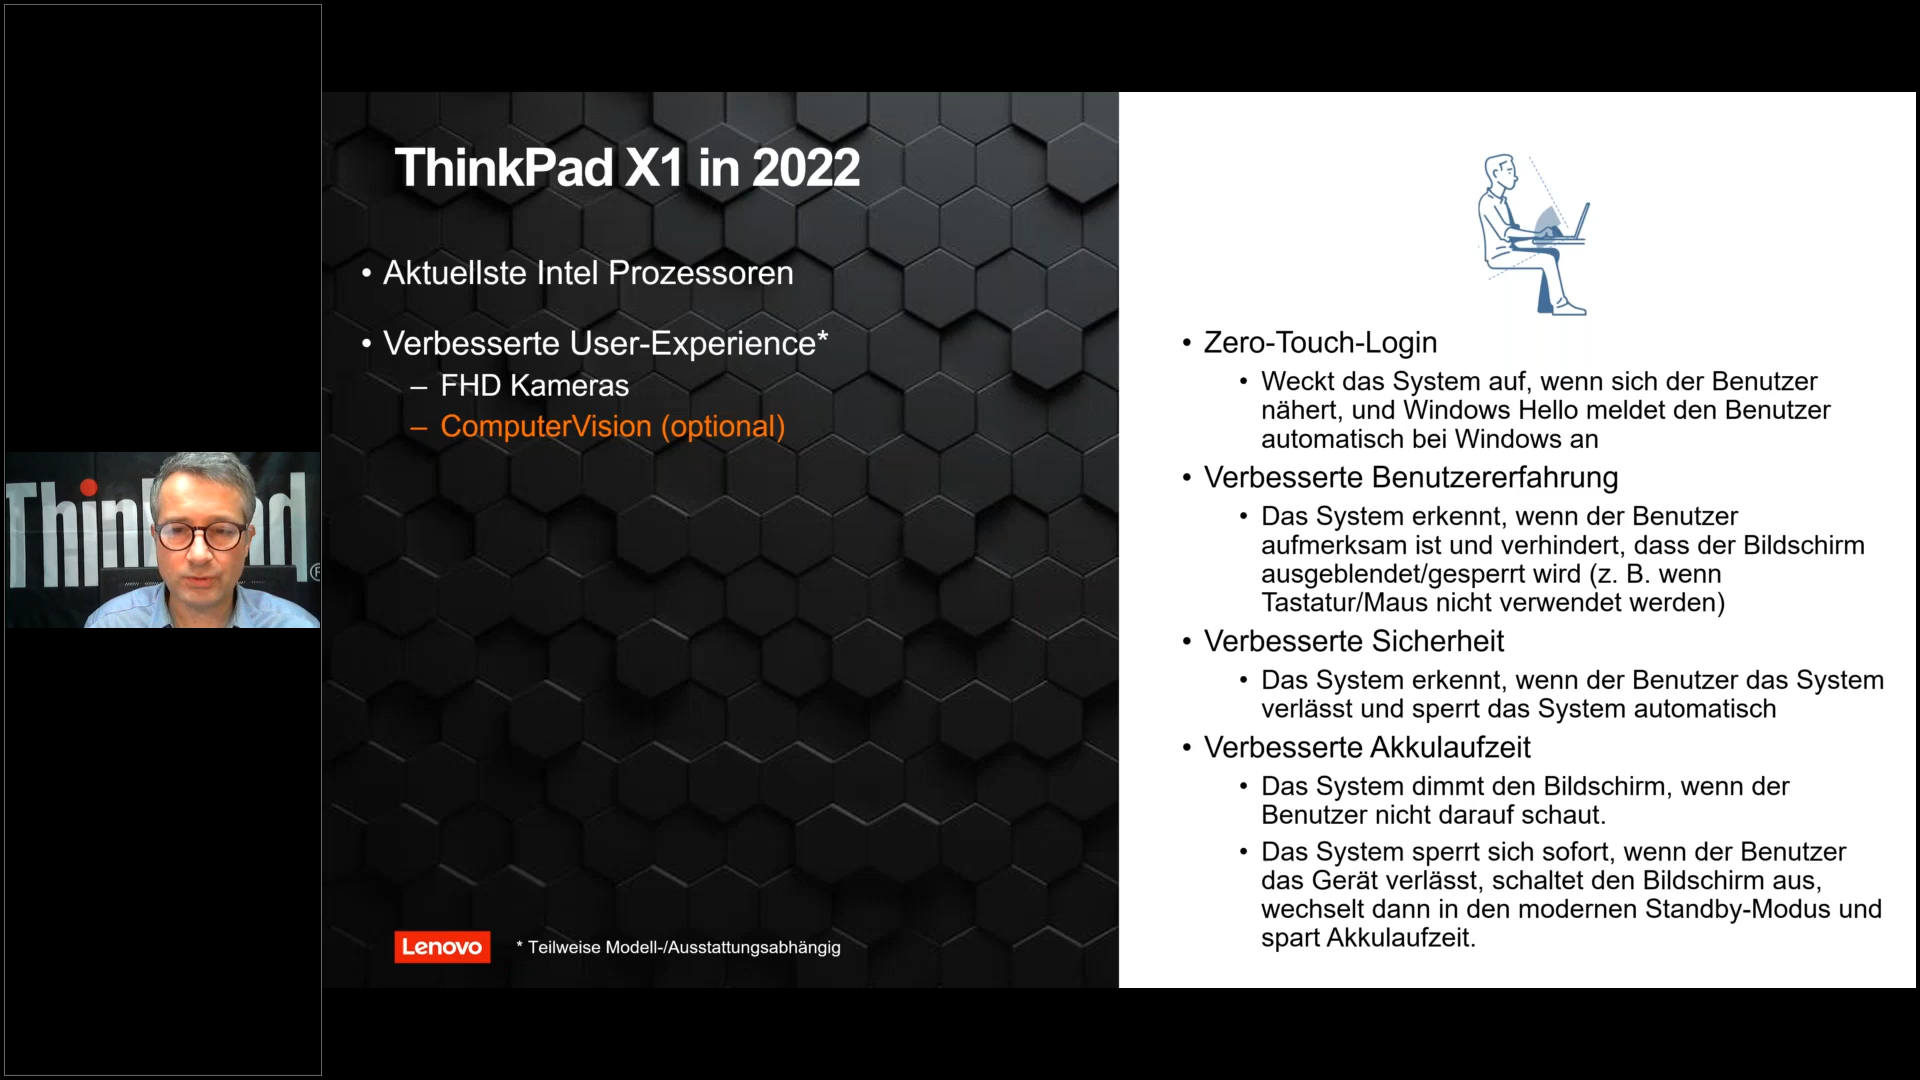 ThinkPad X1 in 2022
• Aktuellste Intel Prozessoren
• Verbesserte User-Experience*
– FHD Kameras
– ComputerVision (optional)
Lenovo
* Teilweise Modell-/Ausstattungsabhängig
• Zero-Touch-Login
• Weckt das System auf, wenn sich der Benutzer
nähert, und Windows Hello meldet den Benutzer
automatisch bei Windows an
• Verbesserte Benutzererfahrung
• Das System erkennt, wenn der Benutzer
aufmerksam ist und verhindert, dass der Bildschirm
ausgeblendet/gesperrt wird (z. B. wenn
Tastatur/Maus nicht verwendet werden)
• Verbesserte Sicherheit
• Das System erkennt, wenn der Benutzer das System
verlässt und sperrt das System automatisch
• Verbesserte Akkulaufzeit
• Das System dimmt den Bildschirm, wenn der
Benutzer nicht darauf schaut.
• Das System sperrt sich sofort, wenn der Benutzer
das Gerät verlässt, schaltet den Bildschirm aus,
wechselt dann in den modernen Standby-Modus und
spart Akkulaufzeit.
ThinkPad®